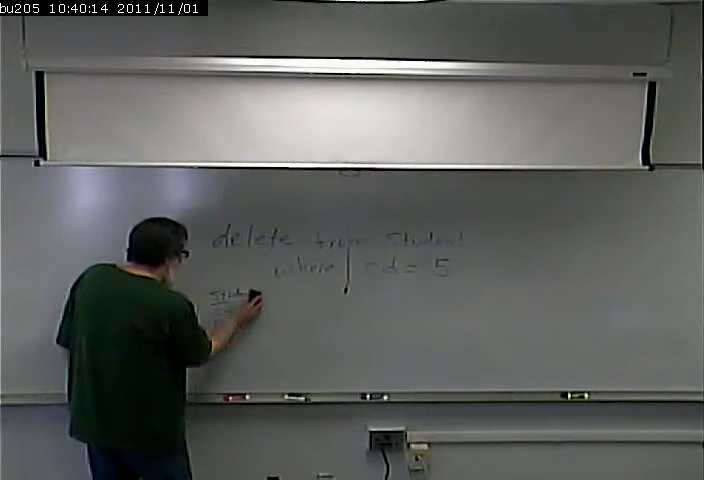 bu205 10:40:14 2011/11/01
delete from Student
where id = 5